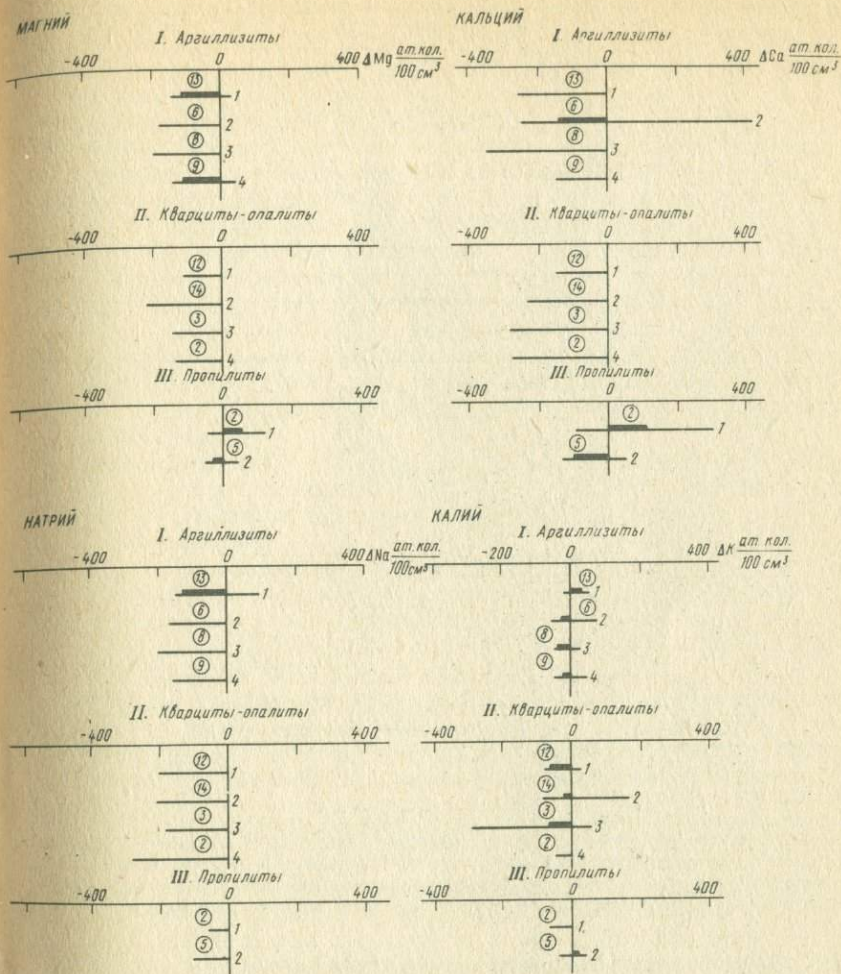 МАГНИЙ
I. Аргиллизиты
-400 0 400 ΔMg ат.кол. / 100 см³
⑬
1
⑥
2
⑧
3
⑨
4
II. Кварциты-опалиты
-400 0 400
⑫
1
⑭
2
③
3
②
4
III. Пропилиты
-400 0 400
②
1
⑤
2
КАЛЬЦИЙ
I. Аргиллизиты
-400 0 400 ΔCa ат.кол. / 100 см³
⑬
1
⑥
2
⑧
3
⑨
4
II. Кварциты-опалиты
-400 0 400
⑫
1
⑭
2
③
3
②
4
III. Пропилиты
-400 0 400
②
1
⑤
2
НАТРИЙ
I. Аргиллизиты
-400 0 400 ΔNa ат.кол. / 100 см³
⑬
1
⑥
2
⑧
3
⑨
4
II. Кварциты-опалиты
-400 0 400
⑫
1
⑭
2
③
3
②
4
III. Пропилиты
-400 0 400
②
1
⑤
2
КАЛИЙ
I. Аргиллизиты
-200 0 400 ΔK ат.кол. / 100 см³
⑬
1
⑥
2
⑧
3
⑨
4
II. Кварциты-опалиты
-400 0 400
⑫
1
⑭
2
③
3
②
4
III. Пропилиты
-400 0 400
②
1.
⑤
2